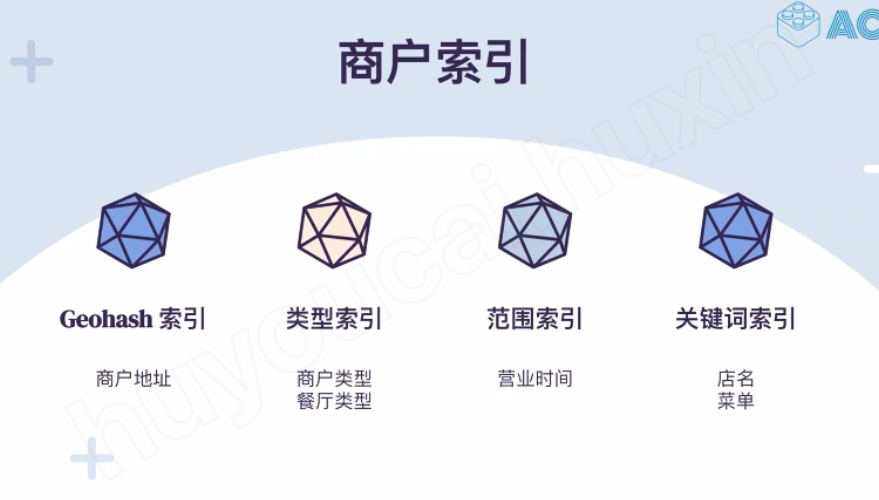 商户索引
AC
Geohash 索引
类型索引
范围索引
关键词索引
商户地址
商户类型
餐厅类型
营业时间
店名
菜单
huyoucai.huxin